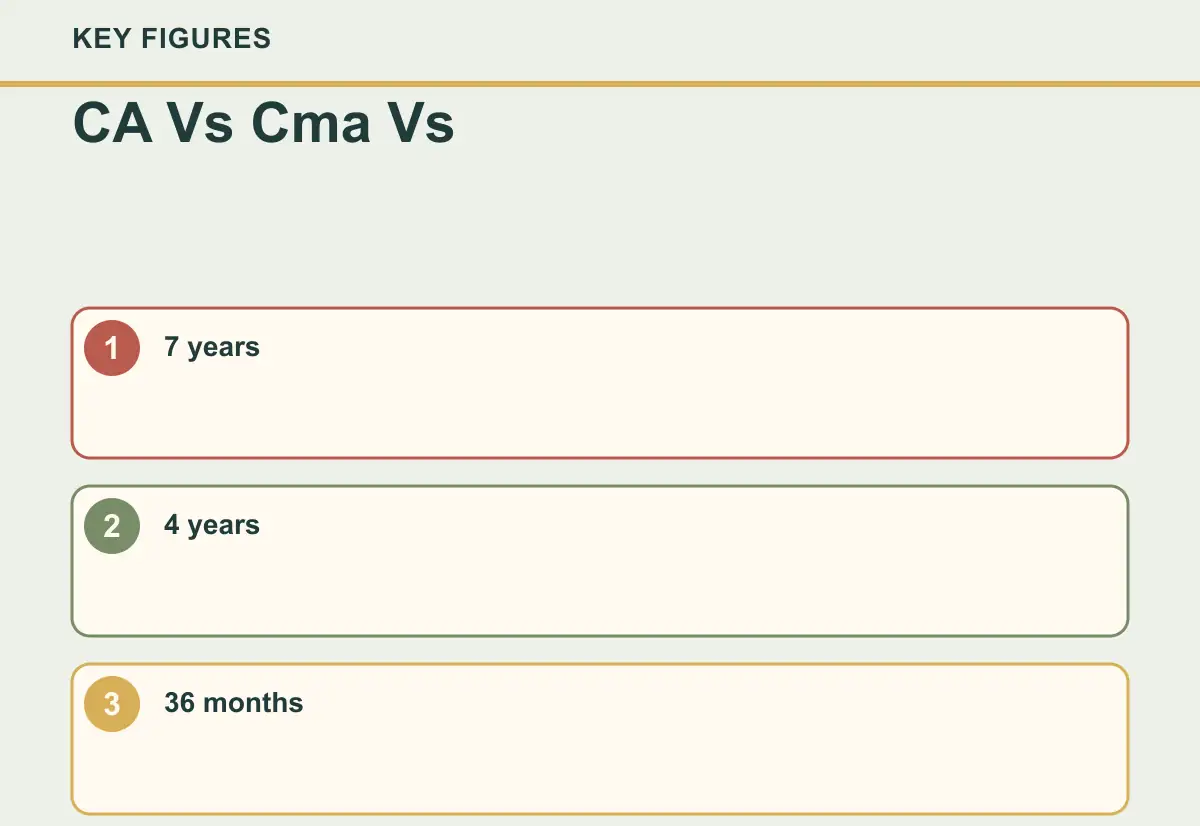 KEY FIGURES
CA Vs Cma Vs
1 7 years
2 4 years
3 36 months